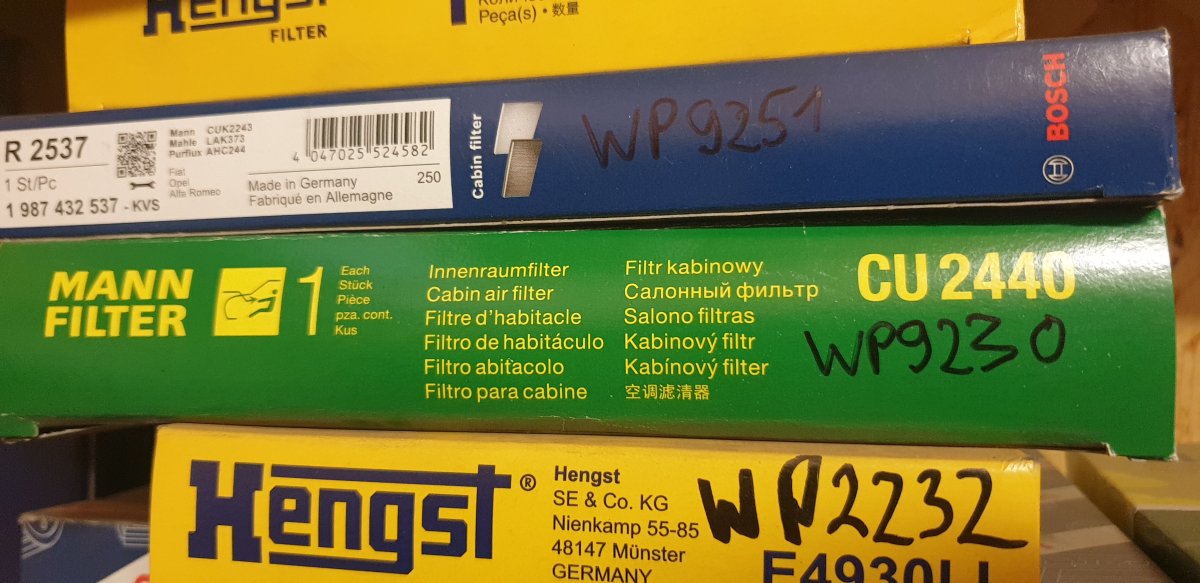 Hengst
FILTER
Peça(s) • 数量
R 2537
1 St/Pc
1 987 432 537 - KVS
Mann CUK2243
Mahle LAK373
Purflux AHC244
Fiat
Opel
Alfa Romeo
4 047025 524582
Made in Germany
Fabriqué en Allemagne
250
Cabin filter
WP9251
BOSCH
MANN
FILTER
1
Each
Stück
Pièce
pza. cont.
Kus
Innenraumfilter
Cabin air filter
Filtre d'habitacle
Filtro de habitáculo
Filtro abitacolo
Filtro para cabine
Filtr kabinowy
Салонный фильтр
Salono filtras
Kabinový filtr
Kabínový filter
空调滤清器
CU 2440
WP9230
Hengst®
Hengst
SE & Co. KG
Nienkamp 55-85
48147 Münster
GERMANY
WP2232
E4930LI